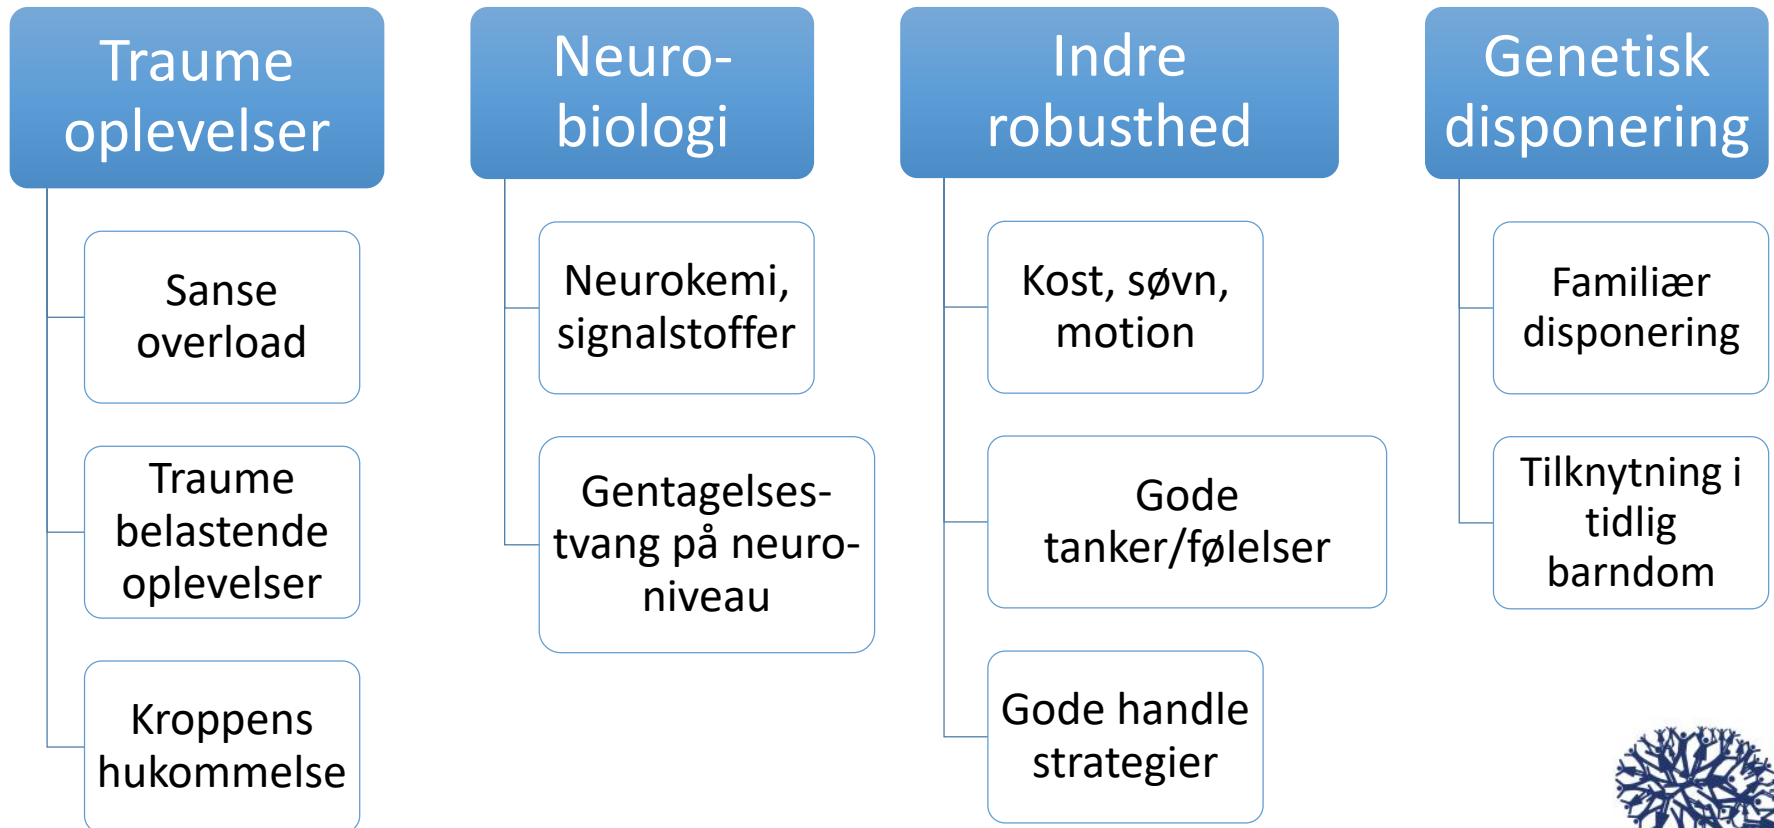 Traume
oplevelser
Sanse
overload
Traume
belastende
oplevelser
Kroppens
hukommelse
Neuro-
biologi
Neurokemi,
signalstoffer
Gentagelses-
tvang på neuro-
niveau
Indre
robusthed
Kost, søvn,
motion
Gode
tanker/følelser
Gode handle
strategier
Genetisk
disponering
Familiær
disponering
Tilknytning i
tidlig
barndom